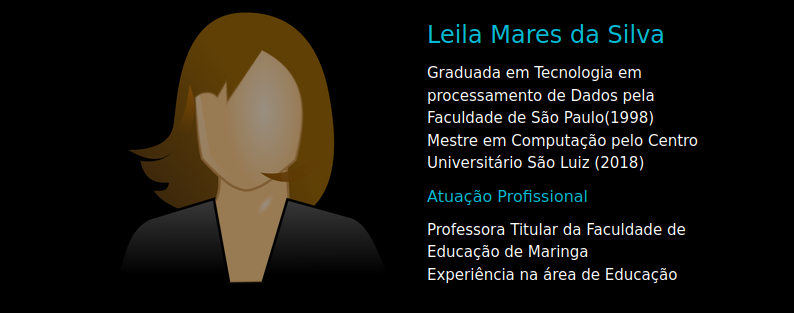 Leila Mares da Silva
Graduada em Tecnologia em
processamento de Dados pela
Faculdade de São Paulo(1998)
Mestre em Computação pelo Centro
Universitário São Luiz (2018)
Atuação Profissional
Professora Titular da Faculdade de
Educação de Maringa
Experiência na área de Educação